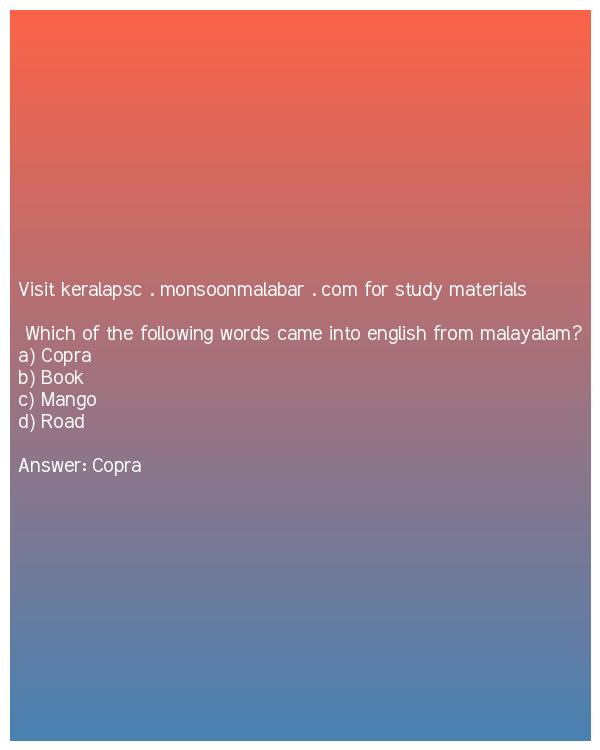 Visit keralapsc . monsoonmalabar . com for study materials
Which of the following words came into english from malayalam?
a) Copra
b) Book
c) Mango
d) Road
Answer: Copra